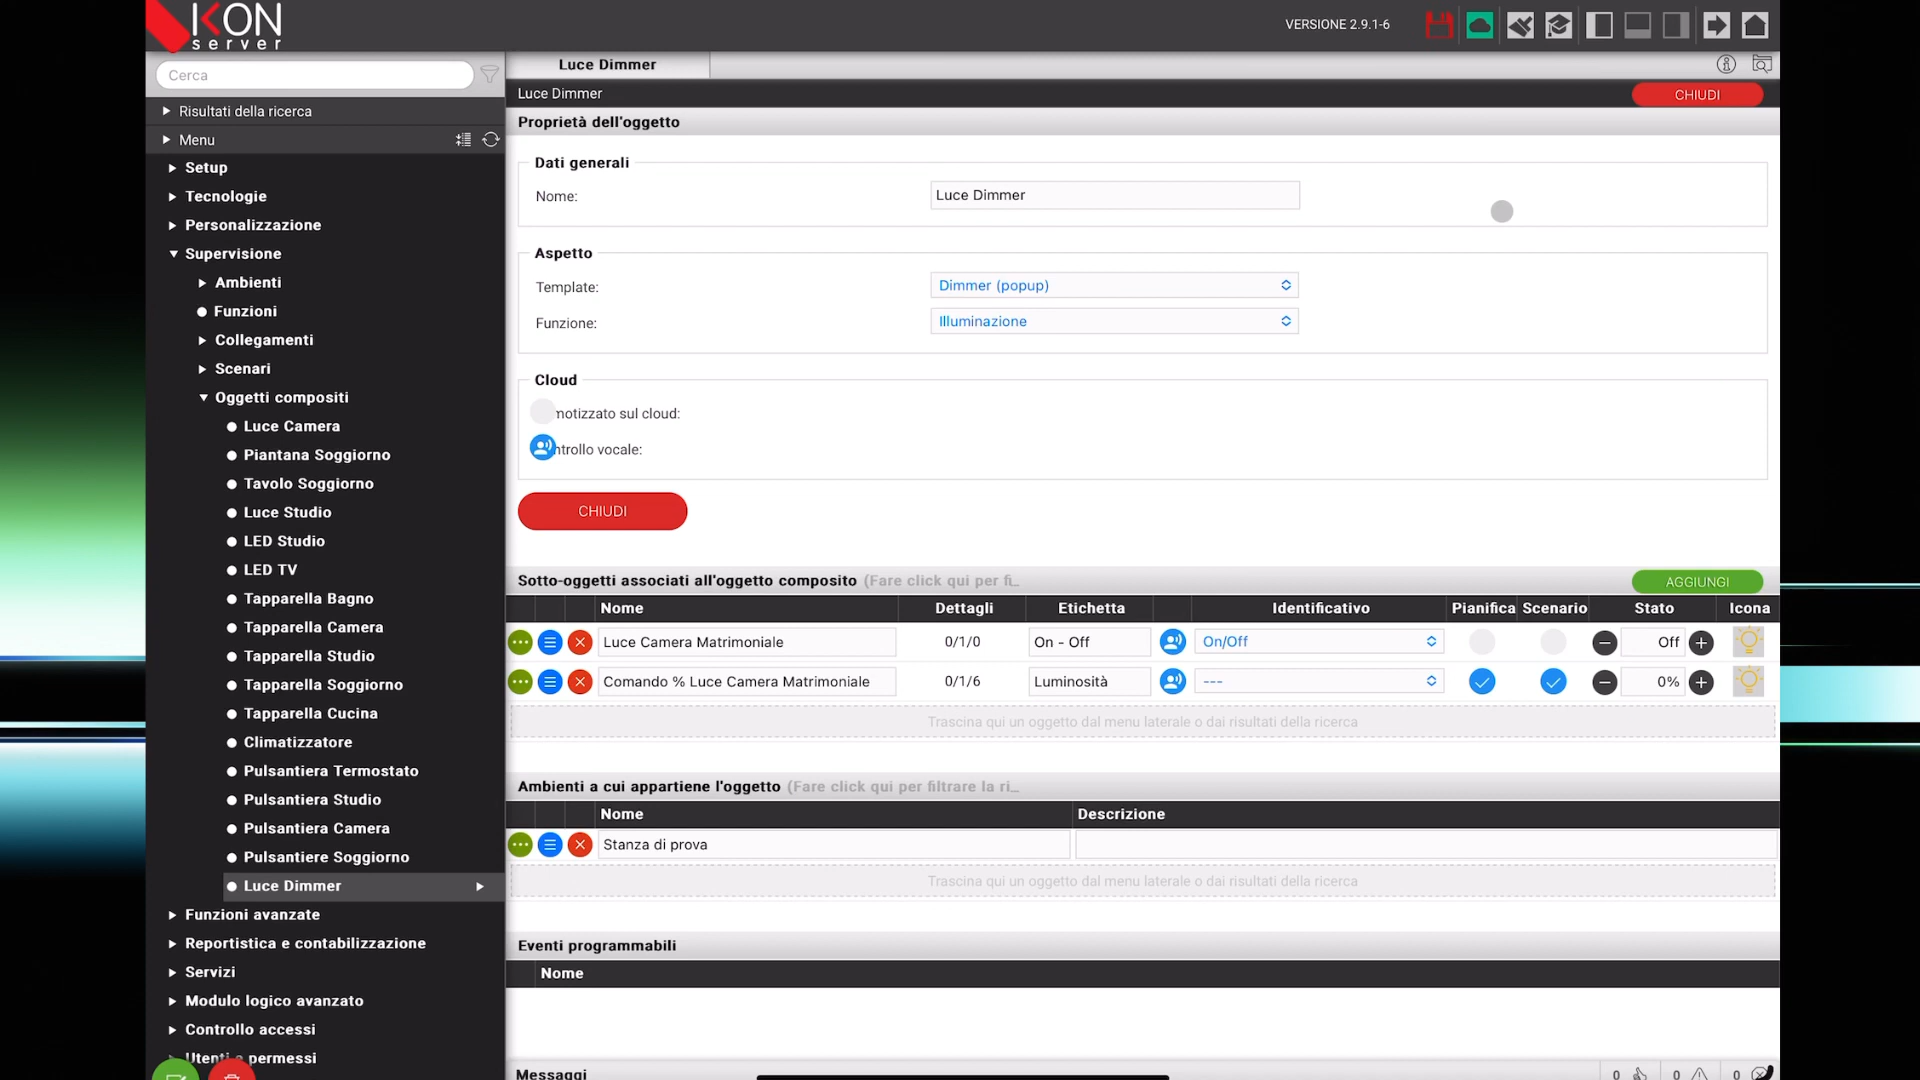 IKON
server
VERSIONE 2.9.1-6
Cerca
Risultati della ricerca
Menu
Setup
Tecnologie
Personalizzazione
Supervisione
Ambienti
Funzioni
Collegamenti
Scenari
Oggetti compositi
Luce Camera
Piantana Soggiorno
Tavolo Soggiorno
Luce Studio
LED Studio
LED TV
Tapparella Bagno
Tapparella Camera
Tapparella Studio
Tapparella Soggiorno
Tapparella Cucina
Climatizzatore
Pulsantiera Termostato
Pulsantiera Studio
Pulsantiera Camera
Pulsantiere Soggiorno
Luce Dimmer
Funzioni avanzate
Reportistica e contabilizzazione
Servizi
Modulo logico avanzato
Controllo accessi
Utenti e permessi
Luce Dimmer
Luce Dimmer CHIUDI
Proprietà dell'oggetto
Dati generali
Nome: Luce Dimmer
Aspetto
Template: Dimmer (popup)
Funzione: Illuminazione
Cloud
motizzato sul cloud:
ntrollo vocale:
CHIUDI
Sotto-oggetti associati all'oggetto composito (Fare click qui per fi... AGGIUNGI
Nome Dettagli Etichetta Identificativo Pianifica Scenario Stato Icona
Luce Camera Matrimoniale 0/1/0 On - Off On/Off Off
Comando % Luce Camera Matrimoniale 0/1/6 Luminosità --- 0%
Trascina qui un oggetto dal menu laterale o dai risultati della ricerca
Ambienti a cui appartiene l'oggetto (Fare click qui per filtrare la ri...
Nome Descrizione
Stanza di prova
Trascina qui un oggetto dal menu laterale o dai risultati della ricerca
Eventi programmabili
Nome
Messaggi 0 0 0